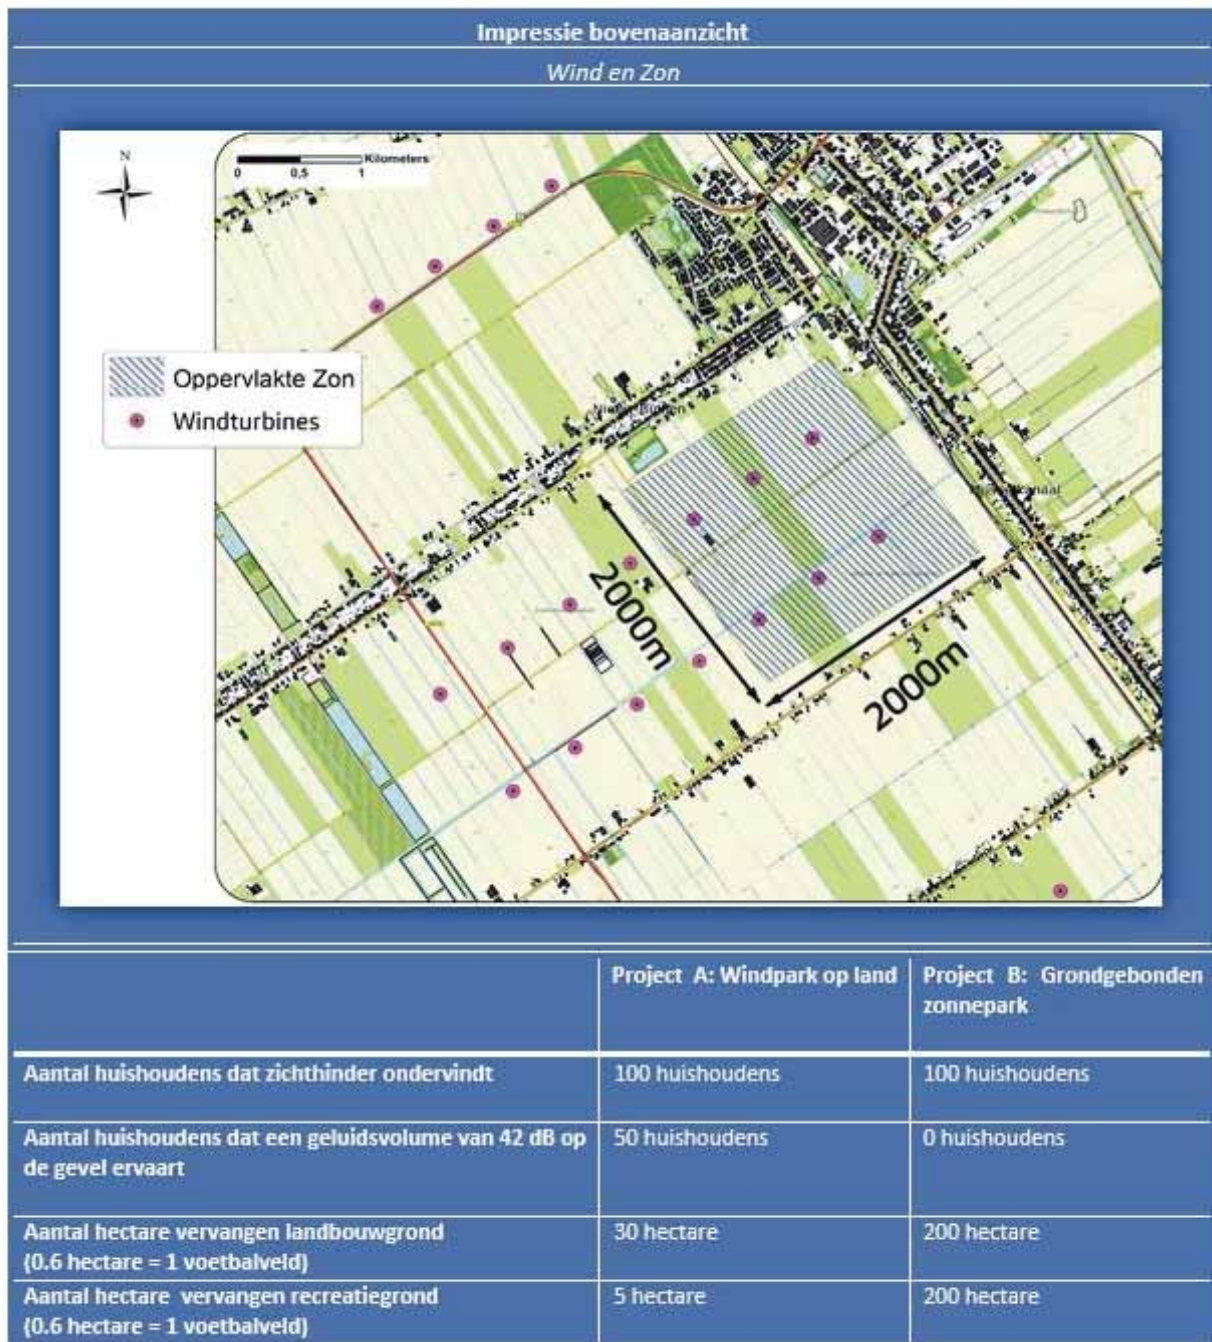 Impressie bovenaanzicht
Wind en Zon
N
Kilometers
0 0,5 1
Oppervlakte Zon
Windturbines
2000m
2000m
Project A: Windpark op land
Project B: Grondgebonden
zonnepark
Aantal huishoudens dat zichthinder ondervindt
100 huishoudens
100 huishoudens
Aantal huishoudens dat een geluidsvolume van 42 dB op
de gevel ervaart
50 huishoudens
0 huishoudens
Aantal hectare vervangen landbouwgrond
(0.6 hectare = 1 voetbalveld)
30 hectare
200 hectare
Aantal hectare vervangen recreatiegrond
(0.6 hectare = 1 voetbalveld)
5 hectare
200 hectare